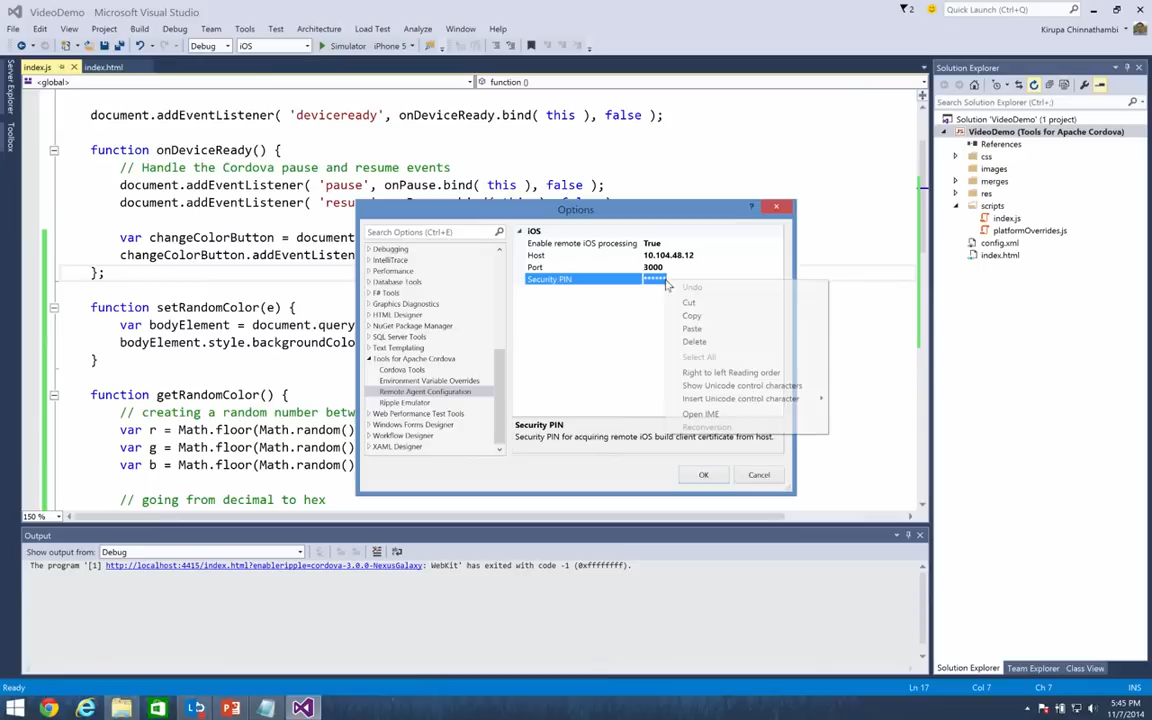 VideoDemo - Microsoft Visual Studio
2
Quick Launch (Ctrl+Q)
File Edit View Project Build Debug Team Tools Test Architecture Load Test Analyze Window Help
Kirupa Chinnathambi
Debug iOS Simulator iPhone 5
Server Explorer
Toolbox
index.js index.html
<global> function ()
document.addEventListener( 'deviceready', onDeviceReady.bind( this ), false );
function onDeviceReady() {
// Handle the Cordova pause and resume events
document.addEventListener( 'pause', onPause.bind( this ), false );
document.addEventListener( 'resu
var changeColorButton = documen
changeColorButton.addEventListen
};
function setRandomColor(e) {
var bodyElement = document.query
bodyElement.style.backgroundColo
}
function getRandomColor() {
// creating a random number betw
var r = Math.floor(Math.random()
var g = Math.floor(Math.random()
var b = Math.floor(Math.random()
// going from decimal to hex
150 %
Options
Search Options (Ctrl+E)
Debugging
IntelliTrace
Performance
Database Tools
F# Tools
Graphics Diagnostics
HTML Designer
NuGet Package Manager
SQL Server Tools
Text Templating
Tools for Apache Cordova
Cordova Tools
Environment Variable Overrides
Remote Agent Configuration
Ripple Emulator
Web Performance Test Tools
Windows Forms Designer
Workflow Designer
XAML Designer
iOS
Enable remote iOS processing True
Host 10.104.48.12
Port 3000
Security PIN ******
Undo
Cut
Copy
Paste
Delete
Select All
Right to left Reading order
Show Unicode control characters
Insert Unicode control character
Open IME
Reconversion
Security PIN
Security PIN for acquiring remote iOS build client certificate from host.
OK Cancel
Solution Explorer
Search Solution Explorer (Ctrl+;)
Solution 'VideoDemo' (1 project)
VideoDemo (Tools for Apache Cordova)
References
css
images
merges
res
scripts
index.js
platformOverrides.js
config.xml
index.html
Solution Explorer Team Explorer Class View
Output
Show output from: Debug
The program '[1] http://localhost:4415/index.html?enableripple=cordova-3.0.0-NexusGalaxy: WebKit' has exited with code -1 (0xffffffff).
Ready Ln 17 Col 7 Ch 7 INS
5:45 PM
11/7/2014